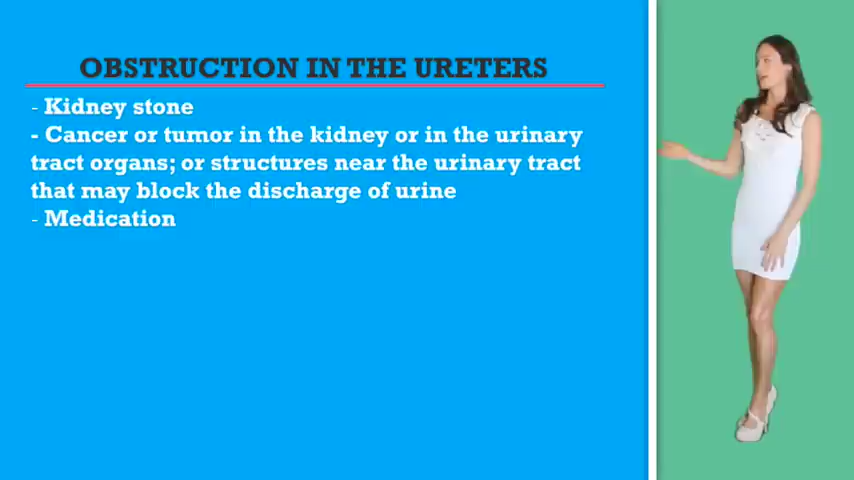 OBSTRUCTION IN THE URETERS
- Kidney stone
- Cancer or tumor in the kidney or in the urinary
tract organs; or structures near the urinary tract
that may block the discharge of urine
- Medication